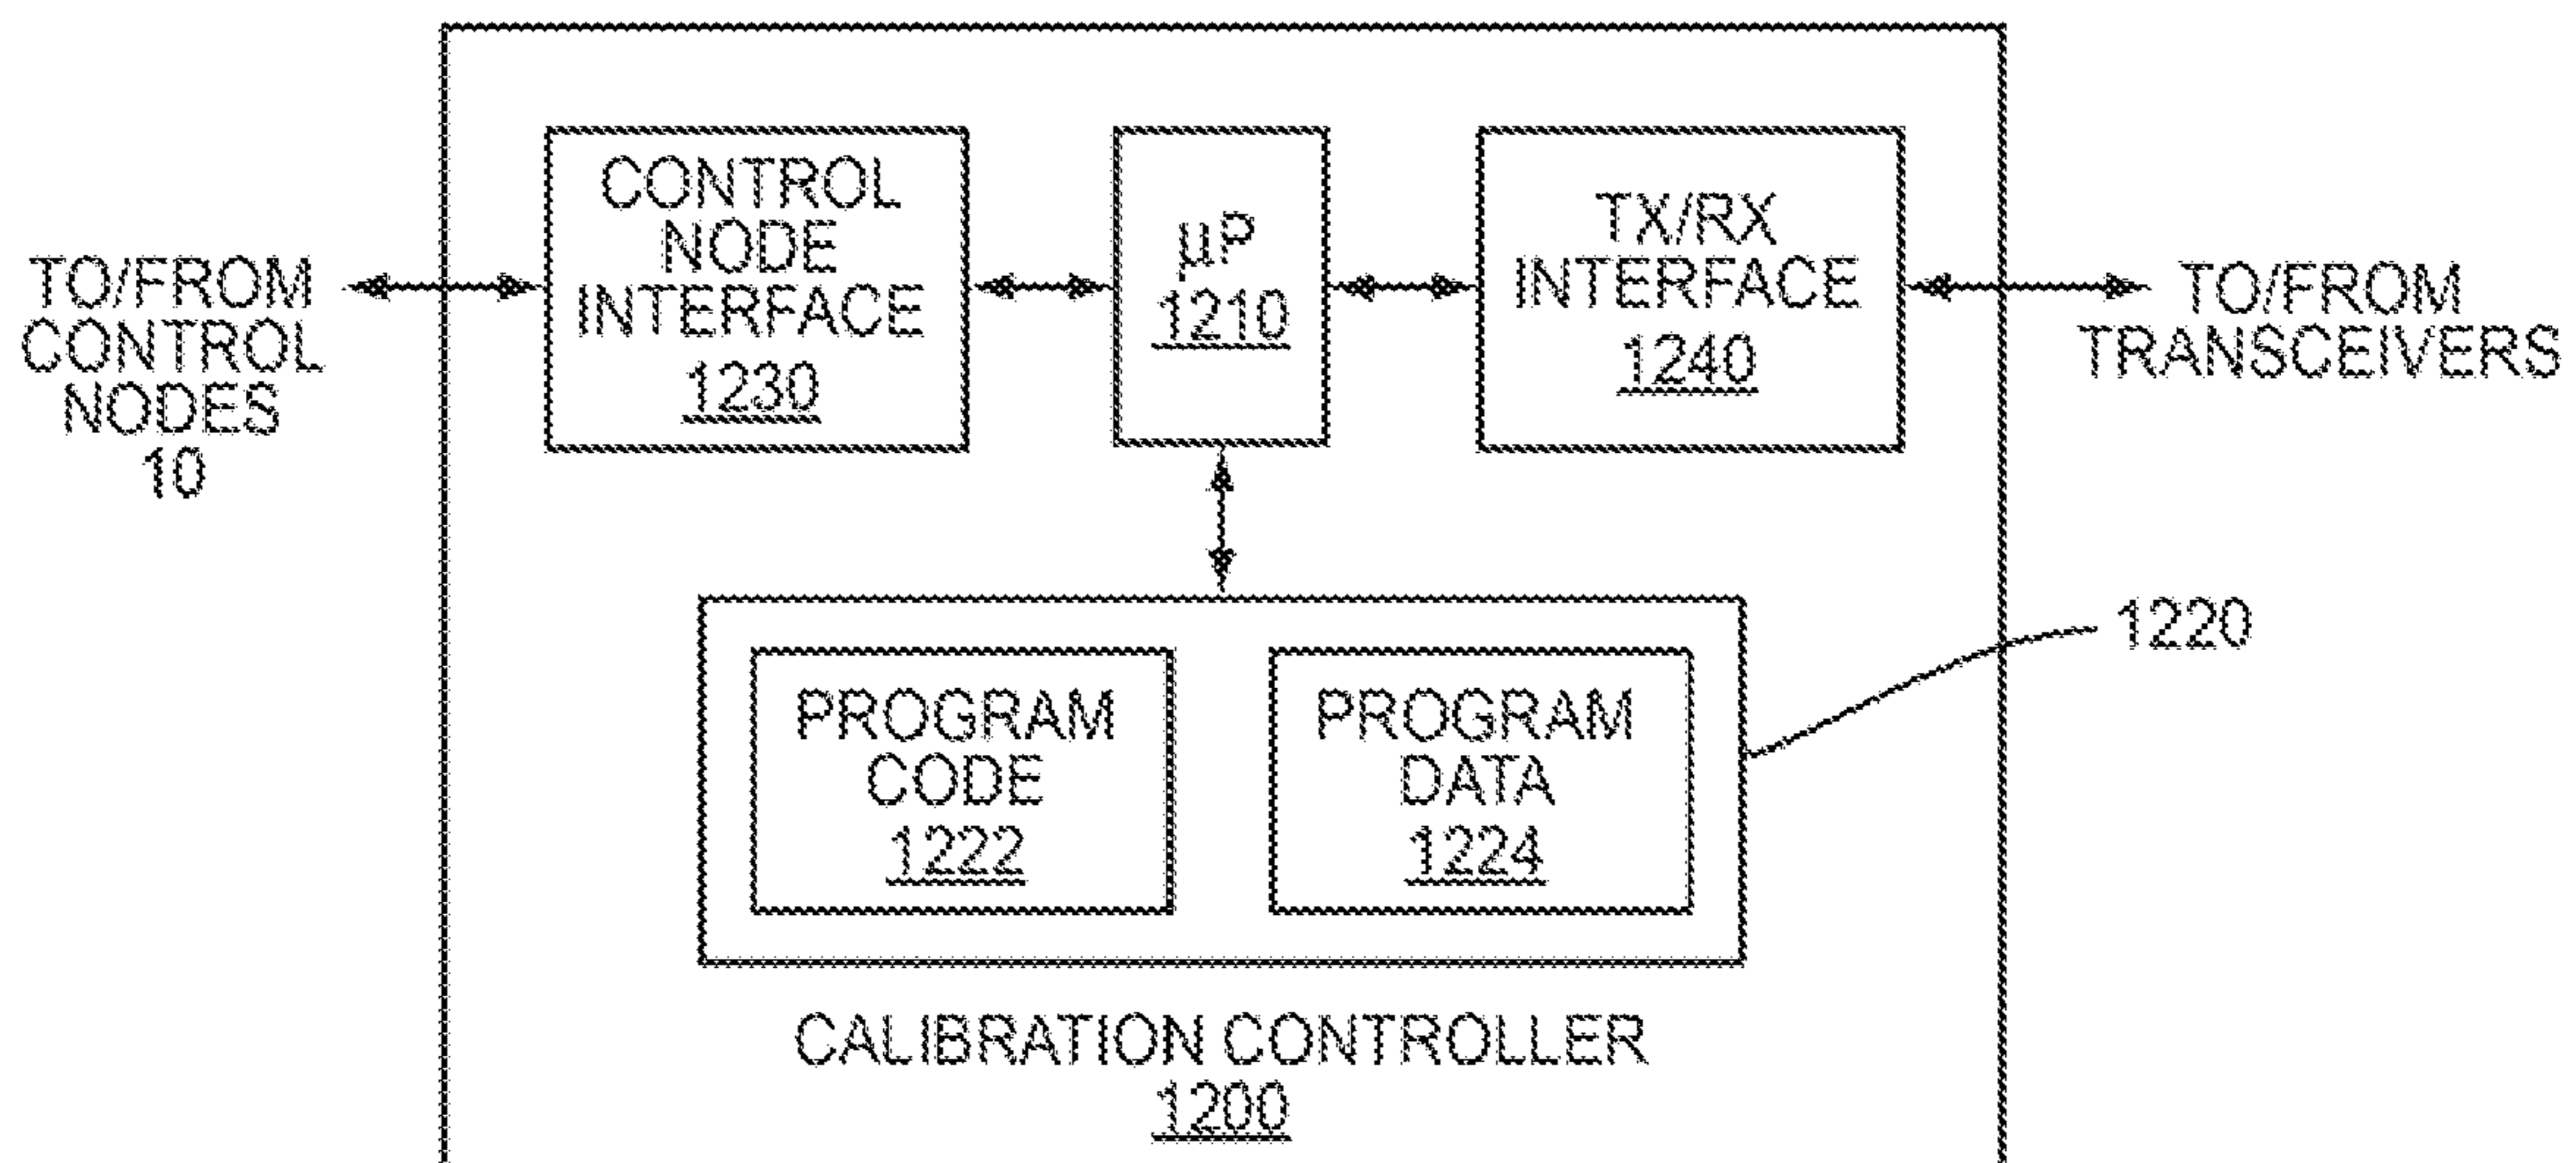 CONTROL
NODE
INTERFACE
1230
µP
1210
TX/RX
INTERFACE
1240
TO/FROM
CONTROL
NODES
10
TO/FROM
TRANSCEIVERS
1220
PROGRAM
CODE
1222
PROGRAM
DATA
1224
CALIBRATION CONTROLLER
1200